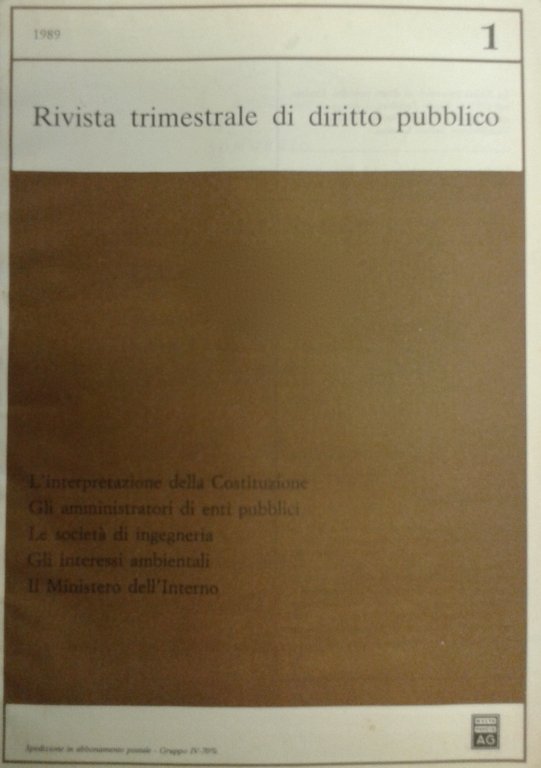 1989
1
Rivista trimestrale di diritto pubblico
L'interpretazione della Costituzione
Gli amministratori di enti pubblici
Le società di ingegneria
Gli interessi ambientali
Il Ministero dell'Interno
AG
Spedizione in abbonamento postale - Gruppo IV-70%